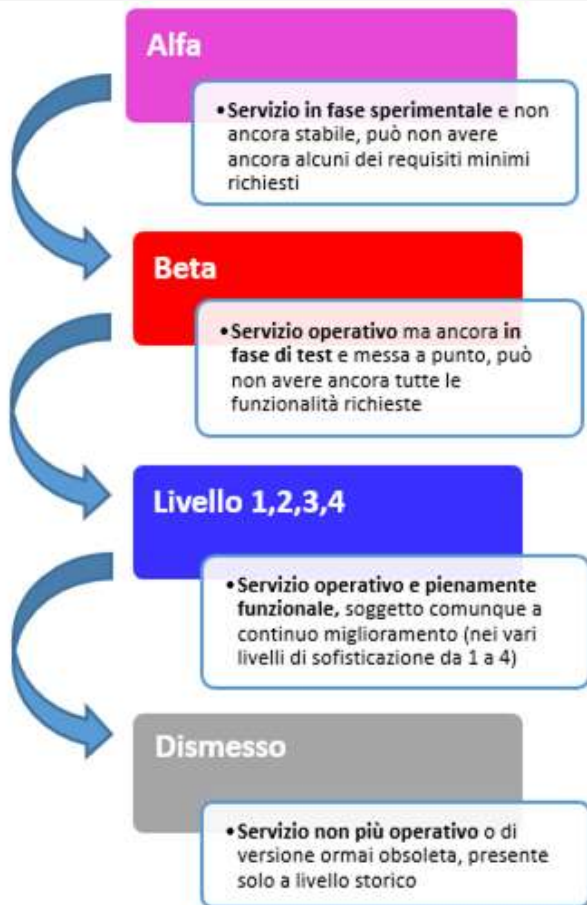 Alfa
•Servizio in fase sperimentale e non
ancora stabile, può non avere
ancora alcuni dei requisiti minimi
richiesti
Beta
•Servizio operativo ma ancora in
fase di test e messa a punto, può
non avere ancora tutte le
funzionalità richieste
Livello 1,2,3,4
•Servizio operativo e pienamente
funzionale, soggetto comunque a
continuo miglioramento (nei vari
livelli di sofisticazione da 1 a 4)
Dismesso
•Servizio non più operativo o di
versione ormai obsoleta, presente
solo a livello storico